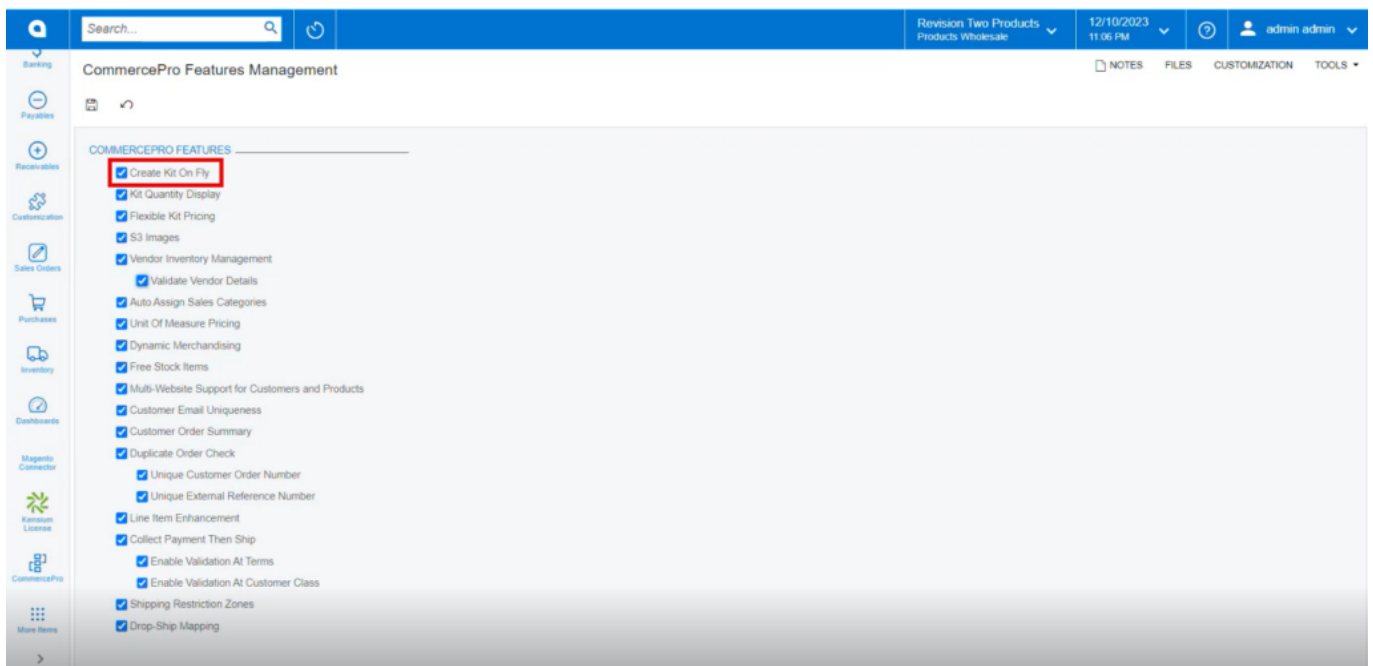 Search...
Revision Two Products
Products Wholesale
12/10/2023
11:06 PM
admin admin
Banking
CommercePro Features Management
NOTES FILES CUSTOMIZATION TOOLS
Payables
COMMERCEPRO FEATURES
Receivables
Create Kit On Fly
Kit Quantity Display
Customization
Flexible Kit Pricing
S3 Images
Vendor Inventory Management
Sales Orders
Validate Vendor Details
Auto Assign Sales Categories
Purchases
Unit Of Measure Pricing
Dynamic Merchandising
Inventory
Free Stock Items
Multi-Website Support for Customers and Products
Customer Email Uniqueness
Dashboards
Customer Order Summary
Duplicate Order Check
Magento
Connector
Unique Customer Order Number
Unique External Reference Number
Kensium
License
Line Item Enhancement
Collect Payment Then Ship
Enable Validation At Terms
CommercePro
Enable Validation At Customer Class
Shipping Restriction Zones
Drop-Ship Mapping
More Items